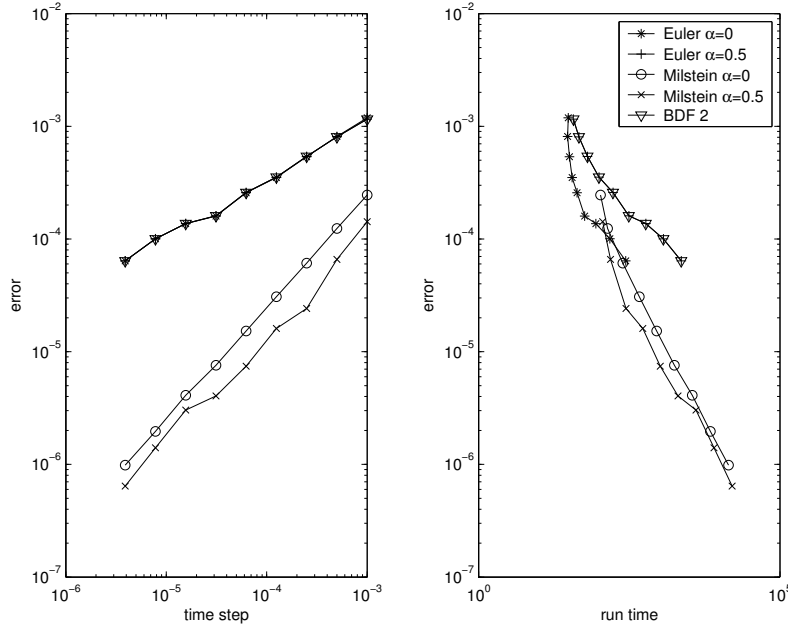 10^-2
10^-3
10^-4
10^-5
10^-6
10^-7
error
10^-6
10^-5
10^-4
10^-3
time step
10^-2
10^-3
10^-4
10^-5
10^-6
10^-7
error
10^0
10^5
run time
Euler α=0
Euler α=0.5
Milstein α=0
Milstein α=0.5
BDF 2